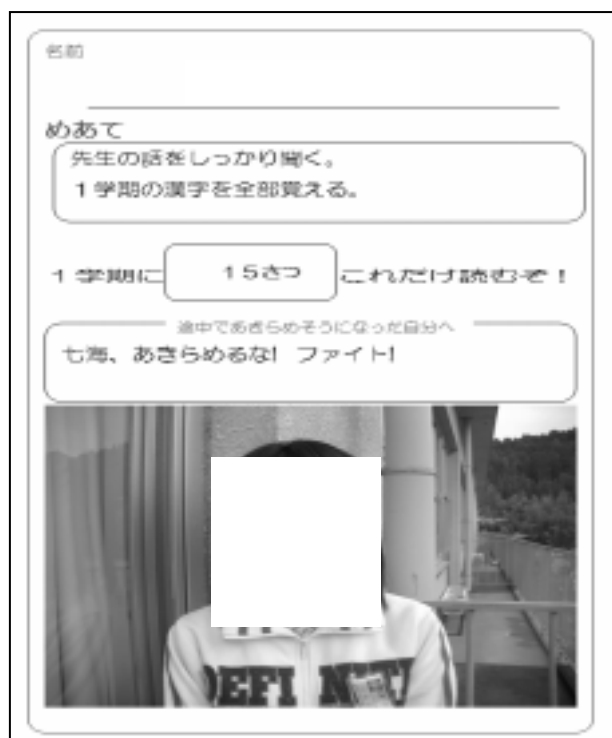 名前
めあて
先生の話をしっかり聞く。
1学期の漢字を全部覚える。
1学期に 15さつ これだけ読むぞ！
途中であきらめそうになった自分へ
七海、あきらめるな! ファイト!
DEFI NITI